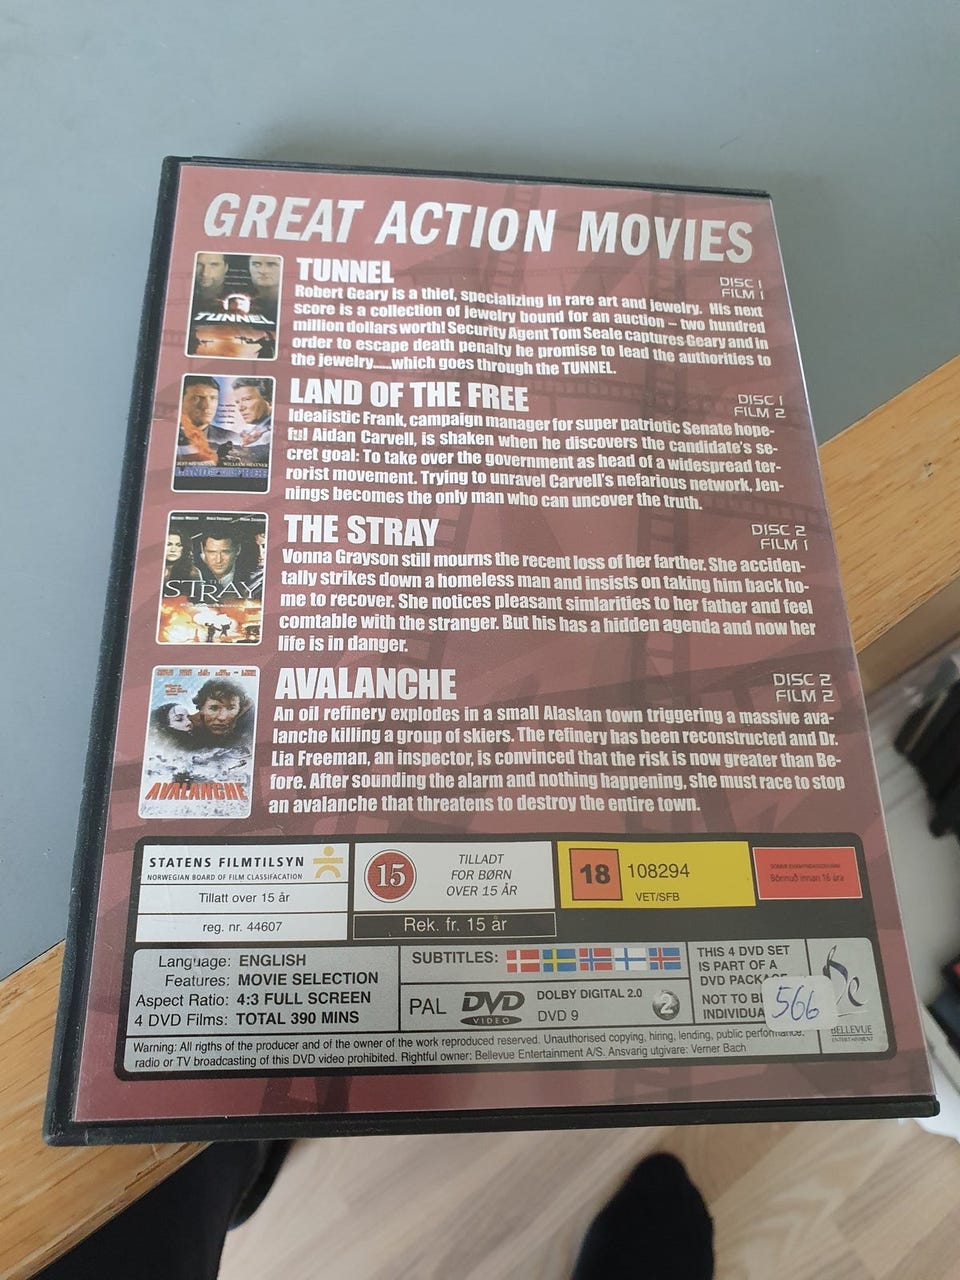 GREAT ACTION MOVIES
TUNNEL
DISC 1
FILM 1
Robert Geary is a thief, specializing in rare art and jewelry. His next
score is a collection of jewelry bound for an auction – two hundred
million dollars worth! Security Agent Tom Seale captures Geary and in
order to escape death penalty he promise to lead the authorities to
the jewelry.....which goes through the TUNNEL.
TUNNEL
LAND OF THE FREE
DISC 1
FILM 2
Idealistic Frank, campaign manager for super patriotic Senate hope-
ful Aidan Carvell, is shaken when he discovers the candidate's se-
cret goal: To take over the government as head of a widespread ter-
rorist movement. Trying to unravel Carvell's nefarious network, Jen-
nings becomes the only man who can uncover the truth.
LAND OF THE FREE
THE STRAY
DISC 2
FILM 1
Vonna Grayson still mourns the recent loss of her farther. She acciden-
tally strikes down a homeless man and insists on taking him back ho-
me to recover. She notices pleasant simlarities to her father and feel
comtable with the stranger. But his has a hidden agenda and now her
life is in danger.
THE
STRAY
AVALANCHE
DISC 2
FILM 2
An oil refinery explodes in a small Alaskan town triggering a massive ava-
lanche killing a group of skiers. The refinery has been reconstructed and Dr.
Lia Freeman, an inspector, is convinced that the risk is now greater than Be-
fore. After sounding the alarm and nothing happening, she must race to stop
an avalanche that threatens to destroy the entire town.
AVALANCHE
STATENS FILMTILSYN
NORWEGIAN BOARD OF FILM CLASSIFACATION
Tillatt over 15 år
reg. nr. 44607
15
TILLADT
FOR BØRN
OVER 15 ÅR
Rek. fr. 15 år
18
108294
VET/SFB
Bönnuð innan 16 ára
Language: ENGLISH
Features: MOVIE SELECTION
Aspect Ratio: 4:3 FULL SCREEN
4 DVD Films: TOTAL 390 MINS
SUBTITLES:
PAL
DVD
VIDEO
DOLBY DIGITAL 2.0
DVD 9
2
THIS 4 DVD SET
IS PART OF A
DVD PACKAGE
NOT TO BE
INDIVIDUA
566
BELLEVUE
ENTERTAINMENT
Warning: All rigths of the producer and of the owner of the work reproduced reserved. Unauthorised copying, hiring, lending, public performance.
radio or TV broadcasting of this DVD video prohibited. Rightful owner: Bellevue Entertainment A/S. Ansvarig utgivare: Verner Bach